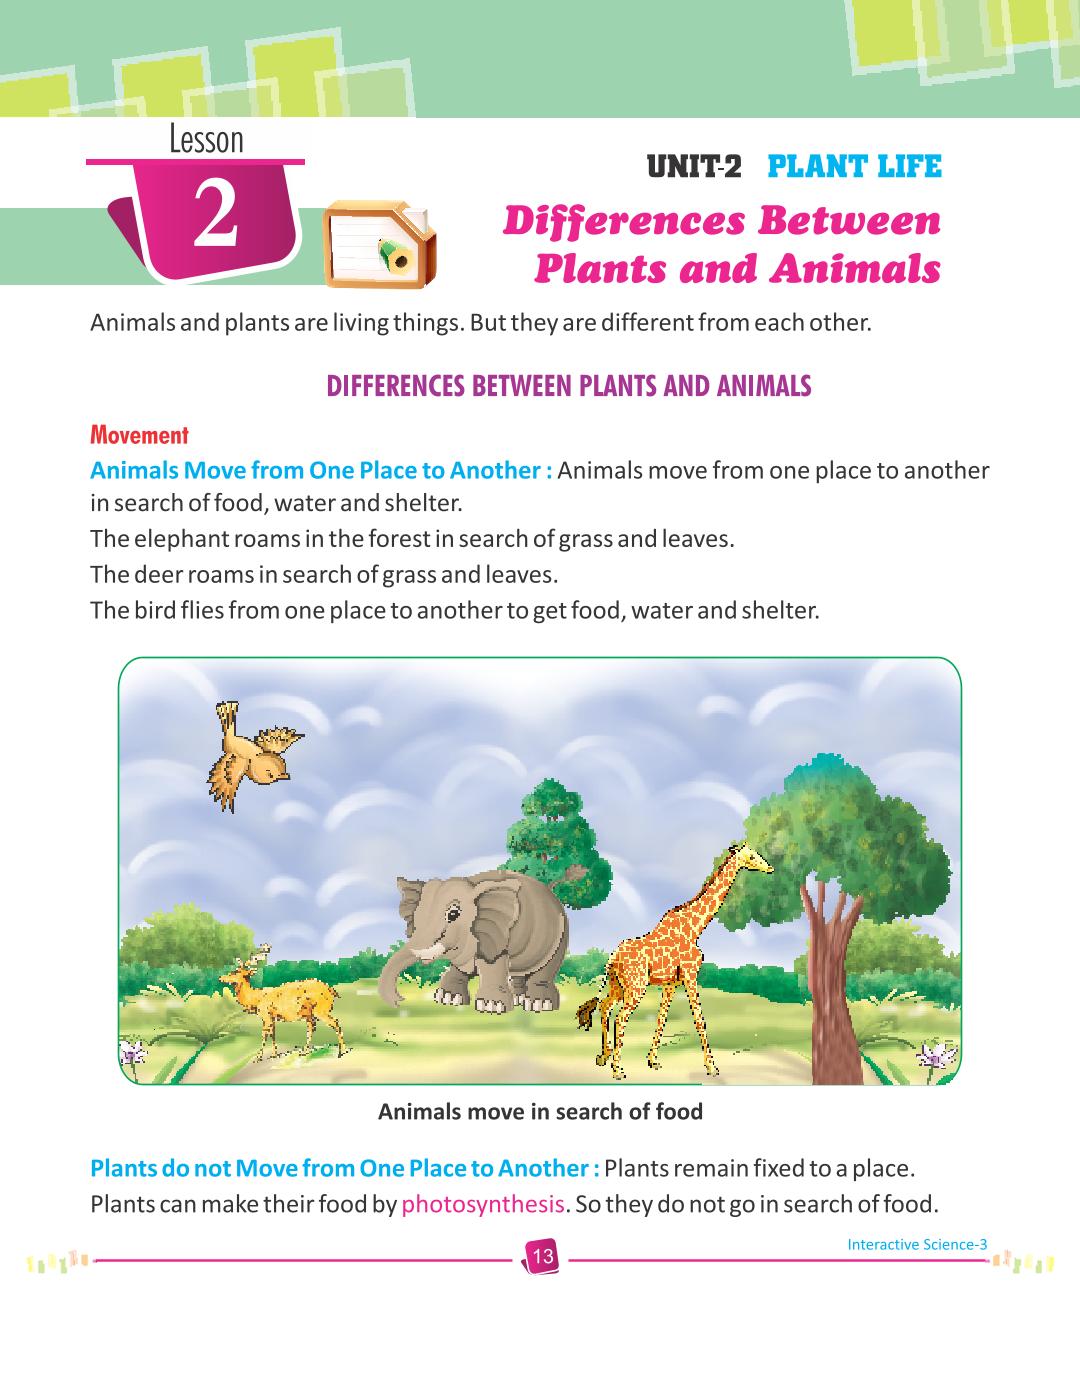 Lesson
2
UNIT-2 PLANT LIFE
Differences Between
Plants and Animals
Animals and plants are living things. But they are different from each other.
DIFFERENCES BETWEEN PLANTS AND ANIMALS
Movement
Animals Move from One Place to Another : Animals move from one place to another
in search of food, water and shelter.
The elephant roams in the forest in search of grass and leaves.
The deer roams in search of grass and leaves.
The bird flies from one place to another to get food, water and shelter.
Animals move in search of food
Plants do not Move from One Place to Another : Plants remain fixed to a place.
Plants can make their food by photosynthesis. So they do not go in search of food.
Interactive Science-3
13